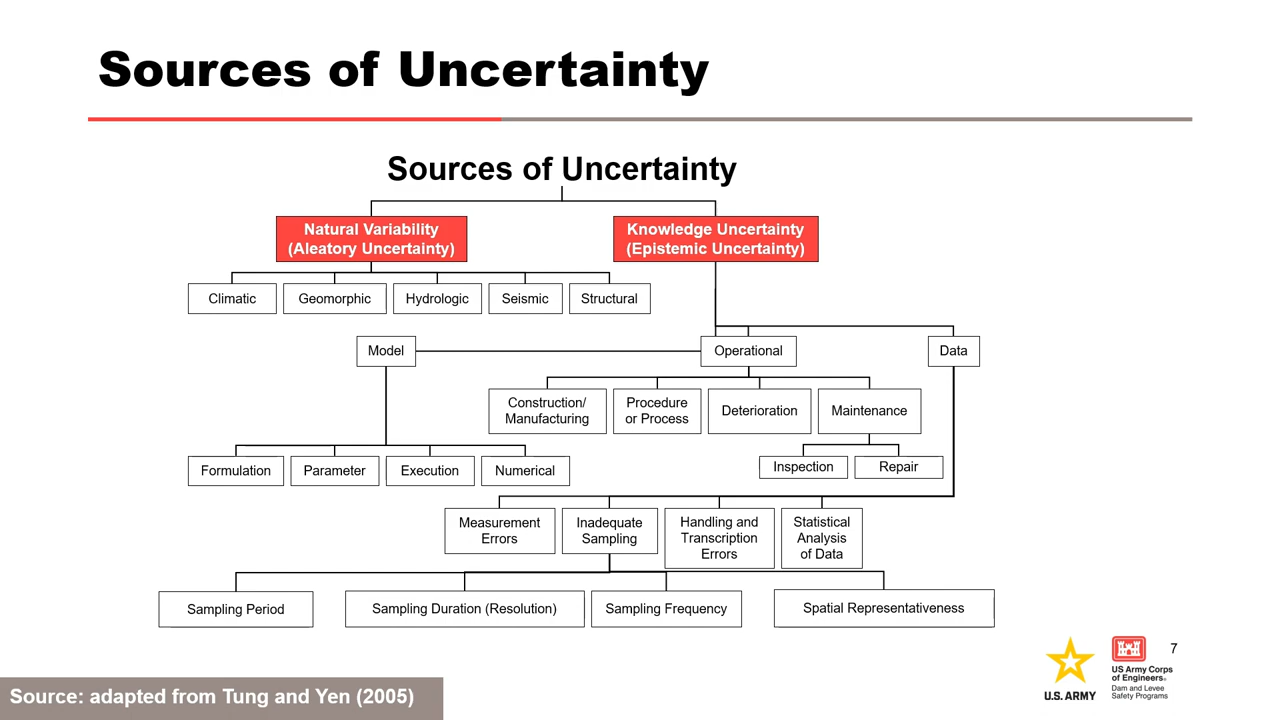 Sources of Uncertainty
Sources of Uncertainty
Natural Variability
(Aleatory Uncertainty)
Knowledge Uncertainty
(Epistemic Uncertainty)
Climatic
Geomorphic
Hydrologic
Seismic
Structural
Model
Operational
Data
Construction/
Manufacturing
Procedure
or Process
Deterioration
Maintenance
Formulation
Parameter
Execution
Numerical
Inspection
Repair
Measurement
Errors
Inadequate
Sampling
Handling and
Transcription
Errors
Statistical
Analysis
of Data
Sampling Period
Sampling Duration (Resolution)
Sampling Frequency
Spatial Representativeness
7
U.S. ARMY
US Army Corps
of Engineers®
Dam and Levee
Safety Programs
Source: adapted from Tung and Yen (2005)